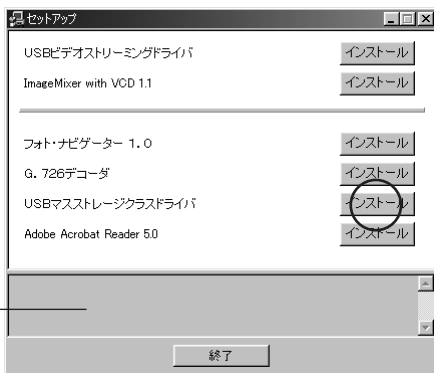 セットアップ
USBビデオストリーミングドライバ インストール
ImageMixer with VCD 1.1 インストール
フォト・ナビゲーター 1.0 インストール
G. 726デコーダ インストール
USBマスストレージクラスドライバ インストール
Adobe Acrobat Reader 5.0 インストール
終了